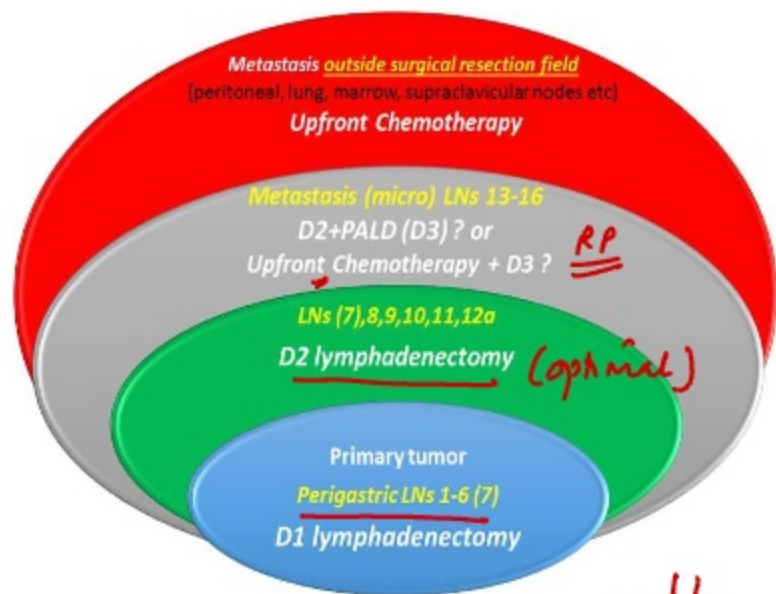 Metastasis outside surgical resection field
(peritoneal, lung, marrow, supraclavicular nodes etc)
Upfront Chemotherapy
Metastasis (micro) LNs 13-16
D2+PALD (D3) ? or
Upfront Chemotherapy + D3 ?
RP
LNs (7),8,9,10,11,12a
D2 lymphadenectomy
Primary tumor
Perigastric LNs 1-6 (7)
D1 lymphadenectomy